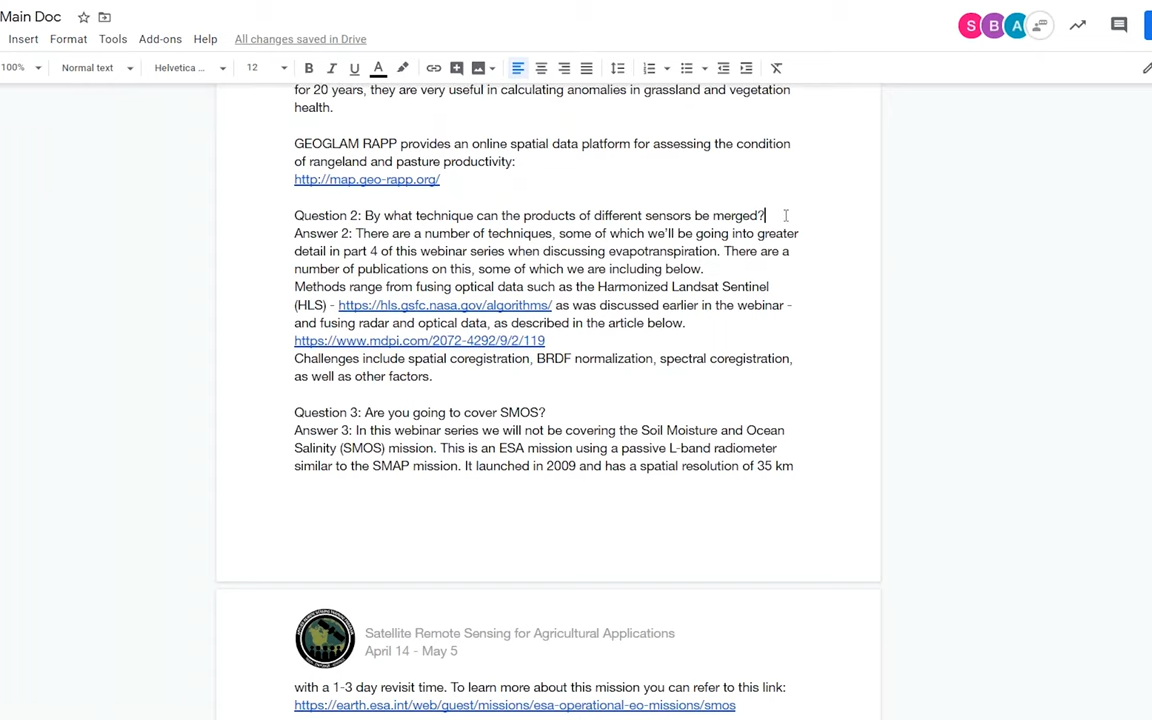 Main Doc
S B A
Insert Format Tools Add-ons Help All changes saved in Drive
100% Normal text Helvetica ... 12 B I U A
for 20 years, they are very useful in calculating anomalies in grassland and vegetation
health.
GEOGLAM RAPP provides an online spatial data platform for assessing the condition
of rangeland and pasture productivity:
http://map.geo-rapp.org/
Question 2: By what technique can the products of different sensors be merged?
Answer 2: There are a number of techniques, some of which we'll be going into greater
detail in part 4 of this webinar series when discussing evapotranspiration. There are a
number of publications on this, some of which we are including below.
Methods range from fusing optical data such as the Harmonized Landsat Sentinel
(HLS) - https://hls.gsfc.nasa.gov/algorithms/ as was discussed earlier in the webinar -
and fusing radar and optical data, as described in the article below.
https://www.mdpi.com/2072-4292/9/2/119
Challenges include spatial coregistration, BRDF normalization, spectral coregistration,
as well as other factors.
Question 3: Are you going to cover SMOS?
Answer 3: In this webinar series we will not be covering the Soil Moisture and Ocean
Salinity (SMOS) mission. This is an ESA mission using a passive L-band radiometer
similar to the SMAP mission. It launched in 2009 and has a spatial resolution of 35 km
Satellite Remote Sensing for Agricultural Applications
April 14 - May 5
with a 1-3 day revisit time. To learn more about this mission you can refer to this link:
https://earth.esa.int/web/guest/missions/esa-operational-eo-missions/smos